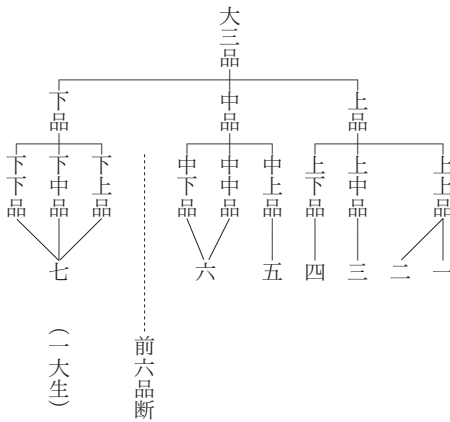 大三品
上品
中品
下品
上上品
上中品
上下品
中上品
中中品
中下品
下上品
下中品
下下品
一
二
三
四
五
六
七
前六品断
（一大生）